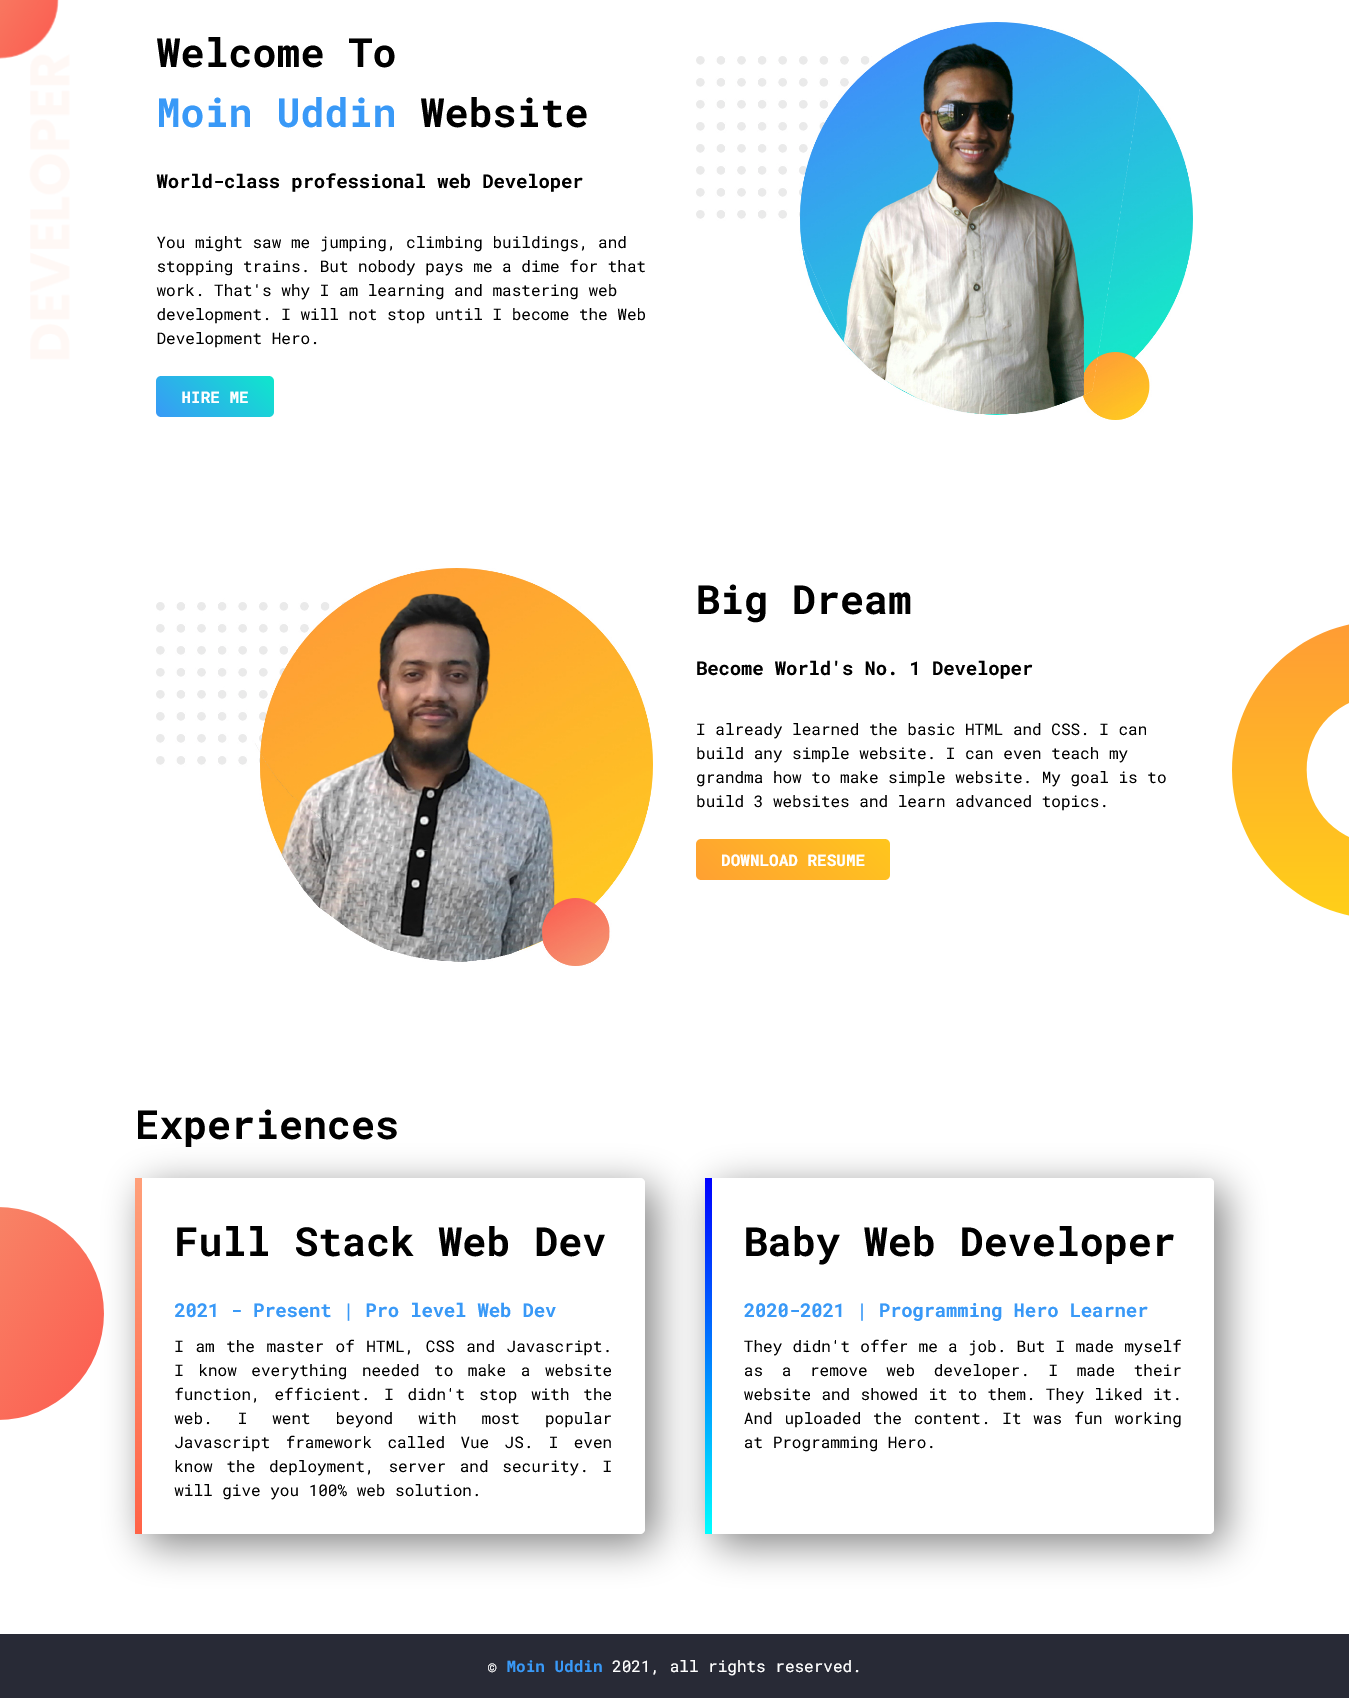 DEVELOPER
Welcome To
Moin Uddin Website
World-class professional web Developer
You might saw me jumping, climbing buildings, and
stopping trains. But nobody pays me a dime for that
work. That's why I am learning and mastering web
development. I will not stop until I become the Web
Development Hero.
HIRE ME
Big Dream
Become World's No. 1 Developer
I already learned the basic HTML and CSS. I can
build any simple website. I can even teach my
grandma how to make simple website. My goal is to
build 3 websites and learn advanced topics.
DOWNLOAD RESUME
Experiences
Full Stack Web Dev
2021 - Present | Pro level Web Dev
I am the master of HTML, CSS and Javascript.
I know everything needed to make a website
function, efficient. I didn't stop with the
web. I went beyond with most popular
Javascript framework called Vue JS. I even
know the deployment, server and security. I
will give you 100% web solution.
Baby Web Developer
2020-2021 | Programming Hero Learner
They didn't offer me a job. But I made myself
as a remove web developer. I made their
website and showed it to them. They liked it.
And uploaded the content. It was fun working
at Programming Hero.
© Moin Uddin 2021, all rights reserved.